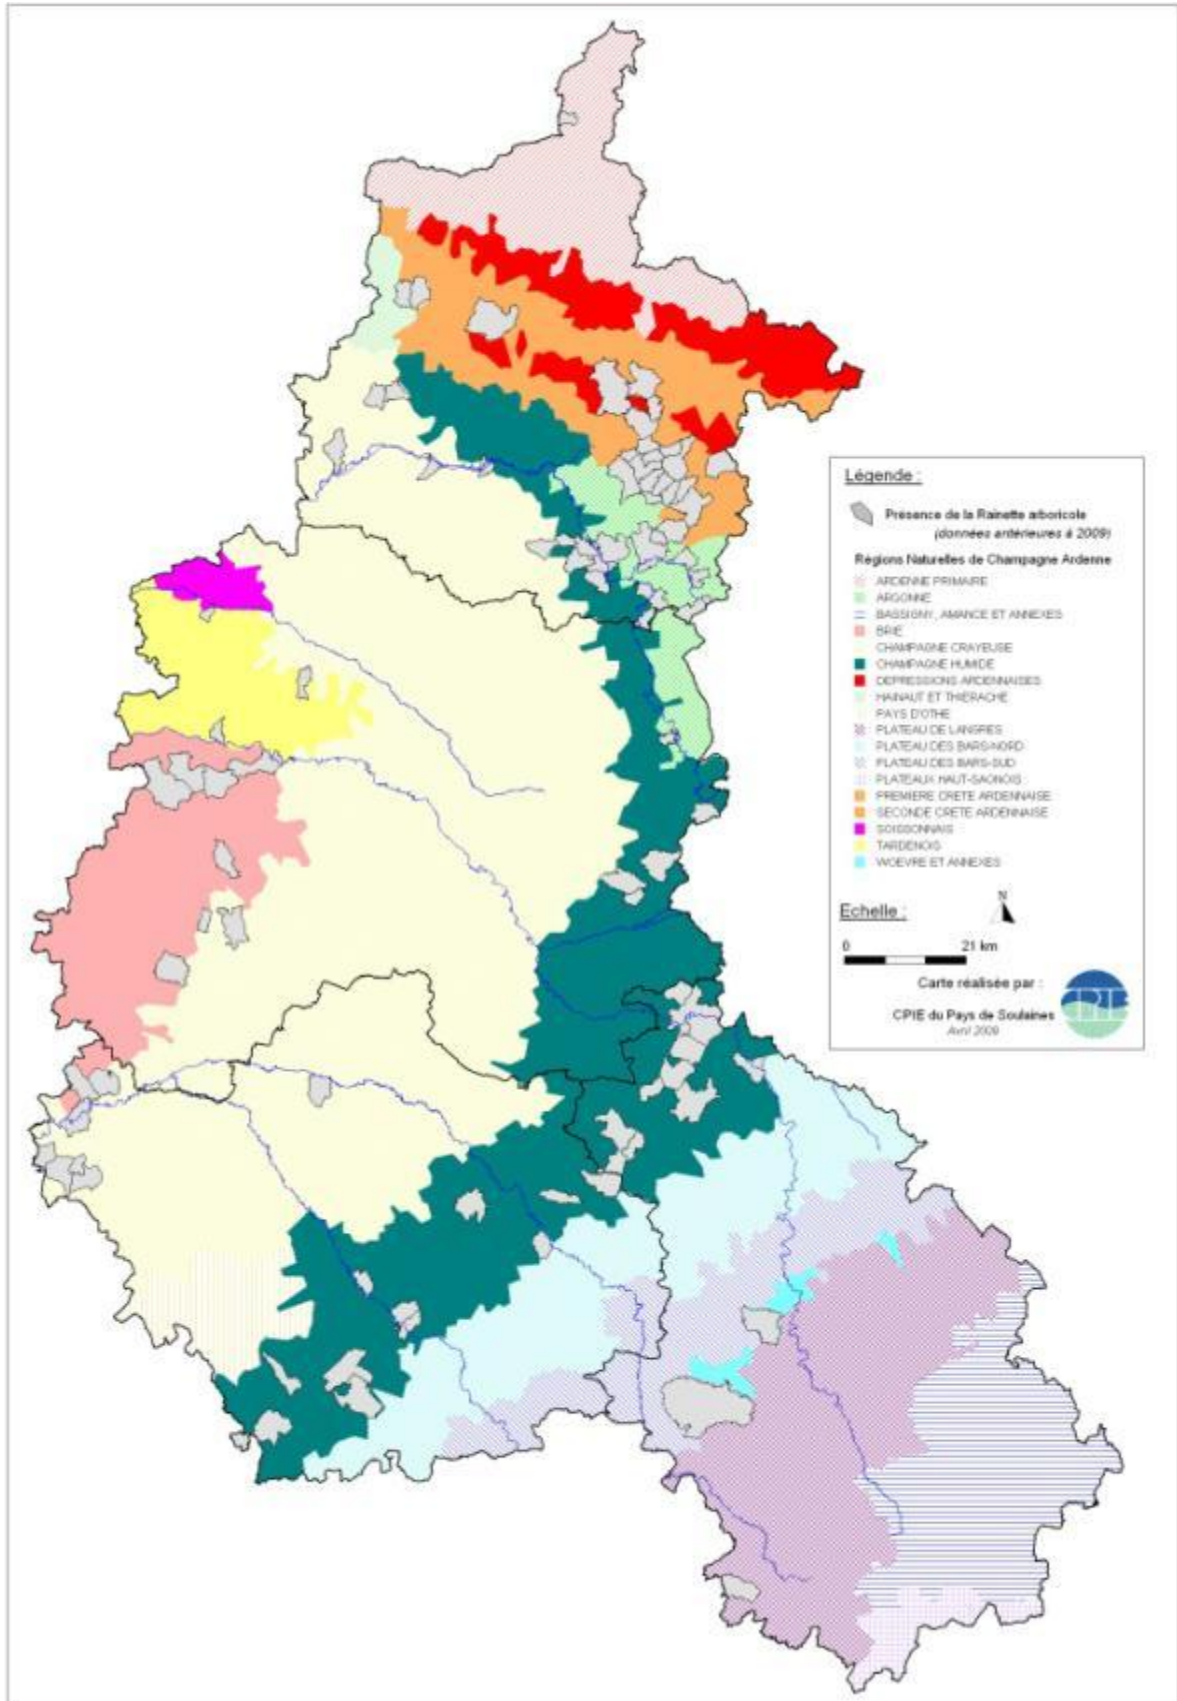 Légende :
Présence de la Rainette arboricole
(données antérieures à 2009)
Régions Naturelles de Champagne Ardenne
ARDENNE PRIMAIRE
ARGONNE
BASSIGNY, AMANCE ET ANNEXES
BRIE
CHAMPAGNE CRAYEUSE
CHAMPAGNE HUMIDE
DEPRESSIONS ARDENNAISES
HAINAUT ET THIERACHE
PAYS D'OTHE
PLATEAU DE LANGRES
PLATEAU DES BARS-NORD
PLATEAU DES BARS-SUD
PLATEAUX HAUT-SAONOIS
PREMIERE CRETE ARDENNAISE
SECONDE CRETE ARDENNAISE
SOISSONNAIS
TARDENOIS
WOEVRE ET ANNEXES
Echelle :
N
0 21 km
Carte réalisée par :
CPIE du Pays de Soulaines
Avril 2009
CPIE